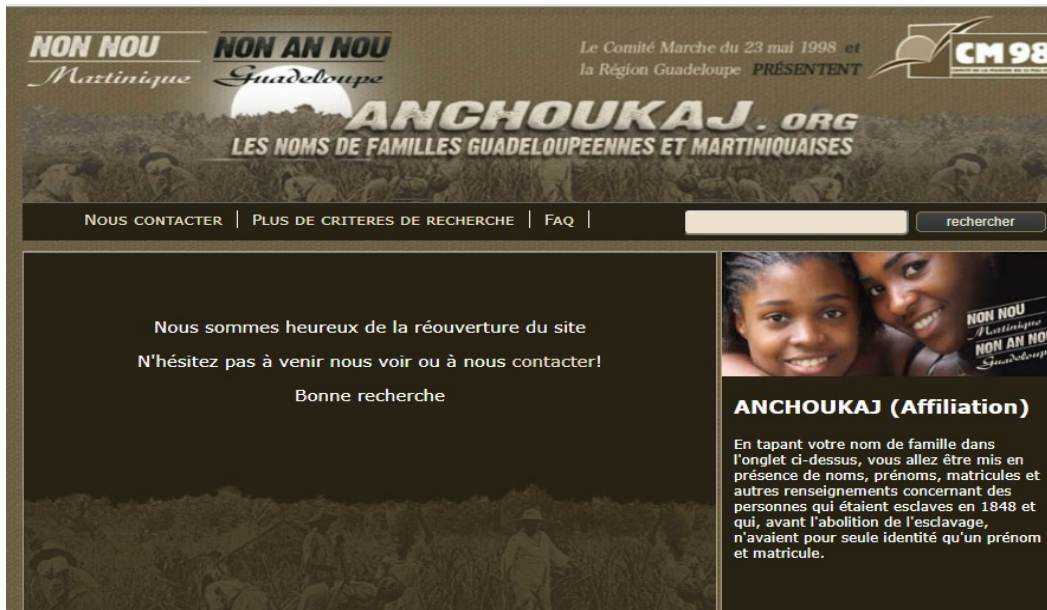 NON NOU
Martinique
NON AN NOU
Guadeloupe
Le Comité Marche du 23 mai 1998 et
la Région Guadeloupe PRÉSENTENT
CM 98
ANCHOUKAJ.ORG
LES NOMS DE FAMILLES GUADELOUPEENNES ET MARTINIQUAISES
NOUS CONTACTER | PLUS DE CRITERES DE RECHERCHE | FAQ |
rechercher
Nous sommes heureux de la réouverture du site
N'hésitez pas à venir nous voir ou à nous contacter!
Bonne recherche
NON NOU
Martinique
NON AN NOU
Guadeloupe
ANCHOUKAJ (Affiliation)
En tapant votre nom de famille dans
l'onglet ci-dessus, vous allez être mis en
présence de noms, prénoms, matricules et
autres renseignements concernant des
personnes qui étaient esclaves en 1848 et
qui, avant l'abolition de l'esclavage,
n'avaient pour seule identité qu'un prénom
et matricule.